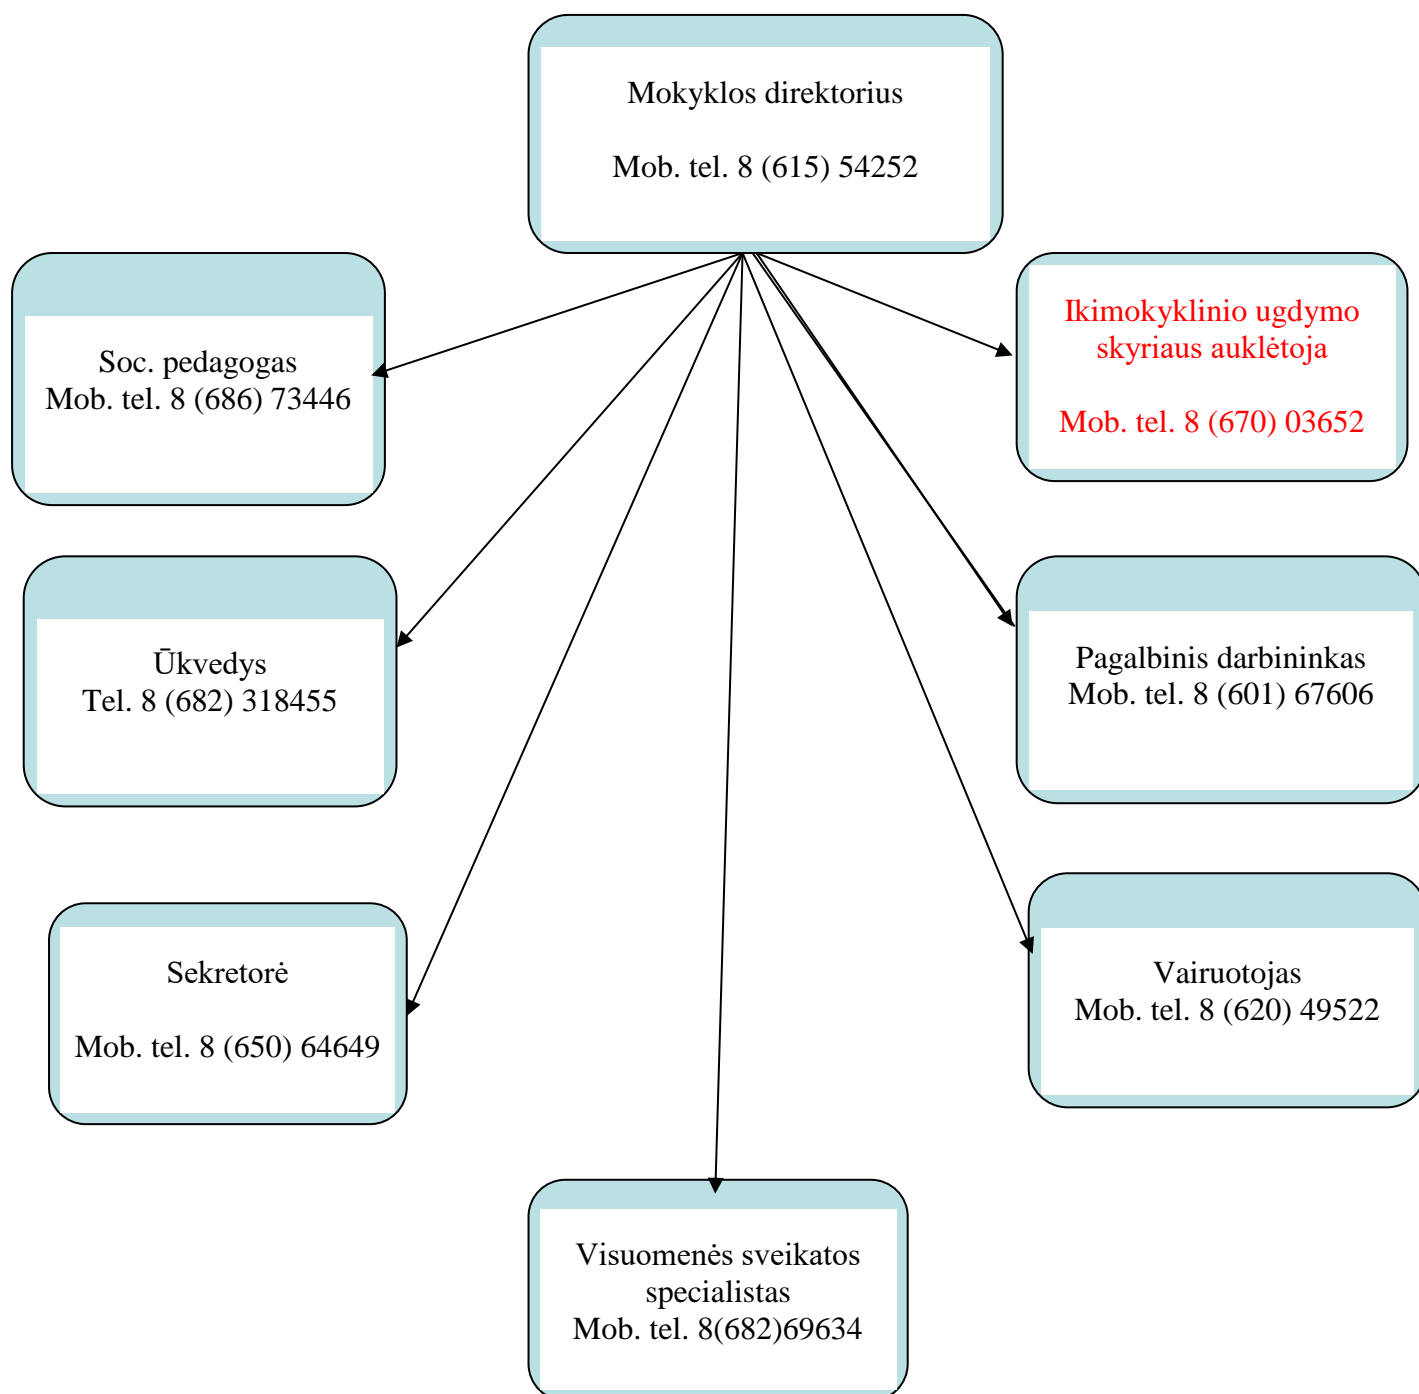 Mokyklos direktorius
Mob. tel. 8 (615) 54252
Soc. pedagogas
Mob. tel. 8 (686) 73446
Ikimokyklinio ugdymo
skyriaus auklėtoja
Mob. tel. 8 (670) 03652
Ūkvedys
Tel. 8 (682) 318455
Pagalbinis darbininkas
Mob. tel. 8 (601) 67606
Sekretorė
Mob. tel. 8 (650) 64649
Vairuotojas
Mob. tel. 8 (620) 49522
Visuomenės sveikatos
specialistas
Mob. tel. 8(682)69634